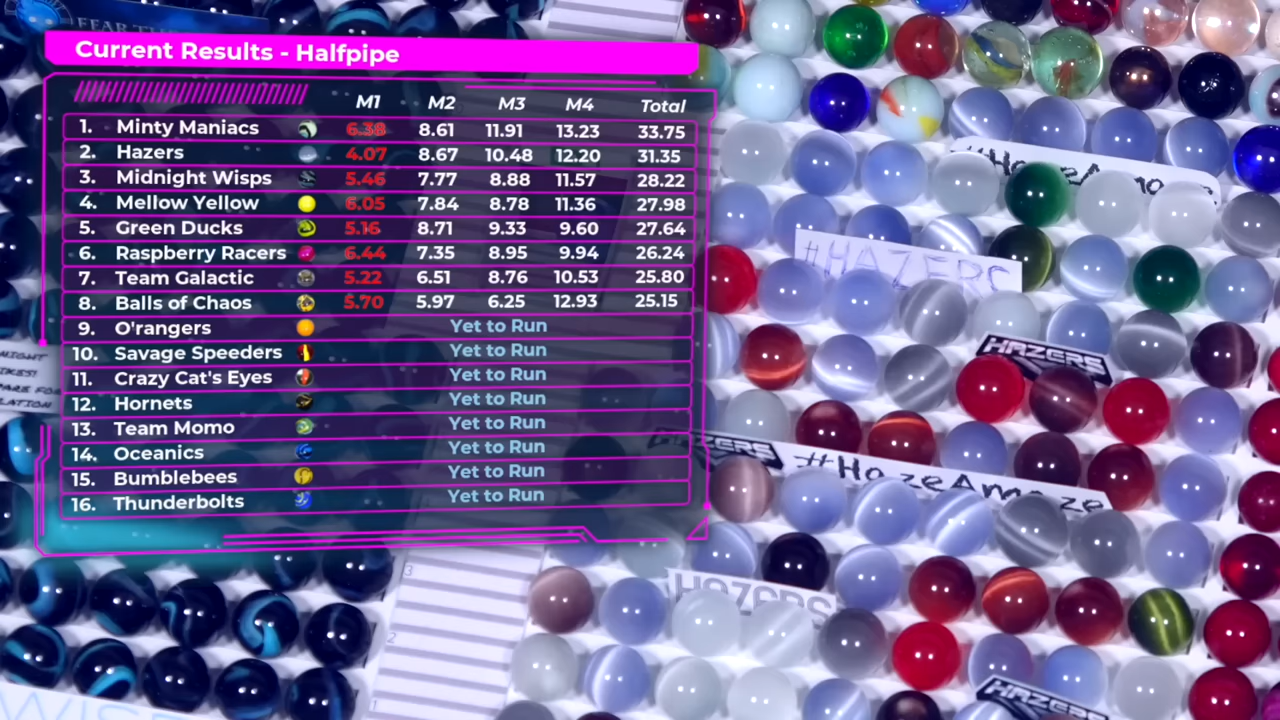 FEAR THE
Current Results - Halfpipe
M1 M2 M3 M4 Total
1. Minty Maniacs 6.38 8.61 11.91 13.23 33.75
2. Hazers 4.07 8.67 10.48 12.20 31.35
3. Midnight Wisps 5.46 7.77 8.88 11.57 28.22
4. Mellow Yellow 6.05 7.84 8.78 11.36 27.98
5. Green Ducks 5.16 8.71 9.33 9.60 27.64
6. Raspberry Racers 6.44 7.35 8.95 9.94 26.24
7. Team Galactic 5.22 6.51 8.76 10.53 25.80
8. Balls of Chaos 5.70 5.97 6.25 12.93 25.15
9. O'rangers Yet to Run
10. Savage Speeders Yet to Run
11. Crazy Cat's Eyes Yet to Run
12. Hornets Yet to Run
13. Team Momo Yet to Run
14. Oceanics Yet to Run
15. Bumblebees Yet to Run
16. Thunderbolts Yet to Run
#HazeAmaze
#HAZERS
HAZERS
HAZERS
#HazeAmaze
HAZERS
HAZERS
3
2
1